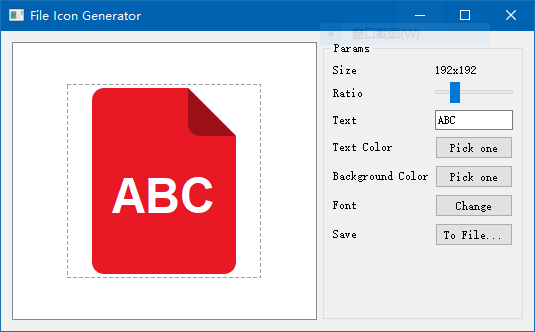 File Icon Generator
窗口截图(W)
ABC
Params
Size 192x192
Ratio
Text ABC
Text Color Pick one
Background Color Pick one
Font Change
Save To File...